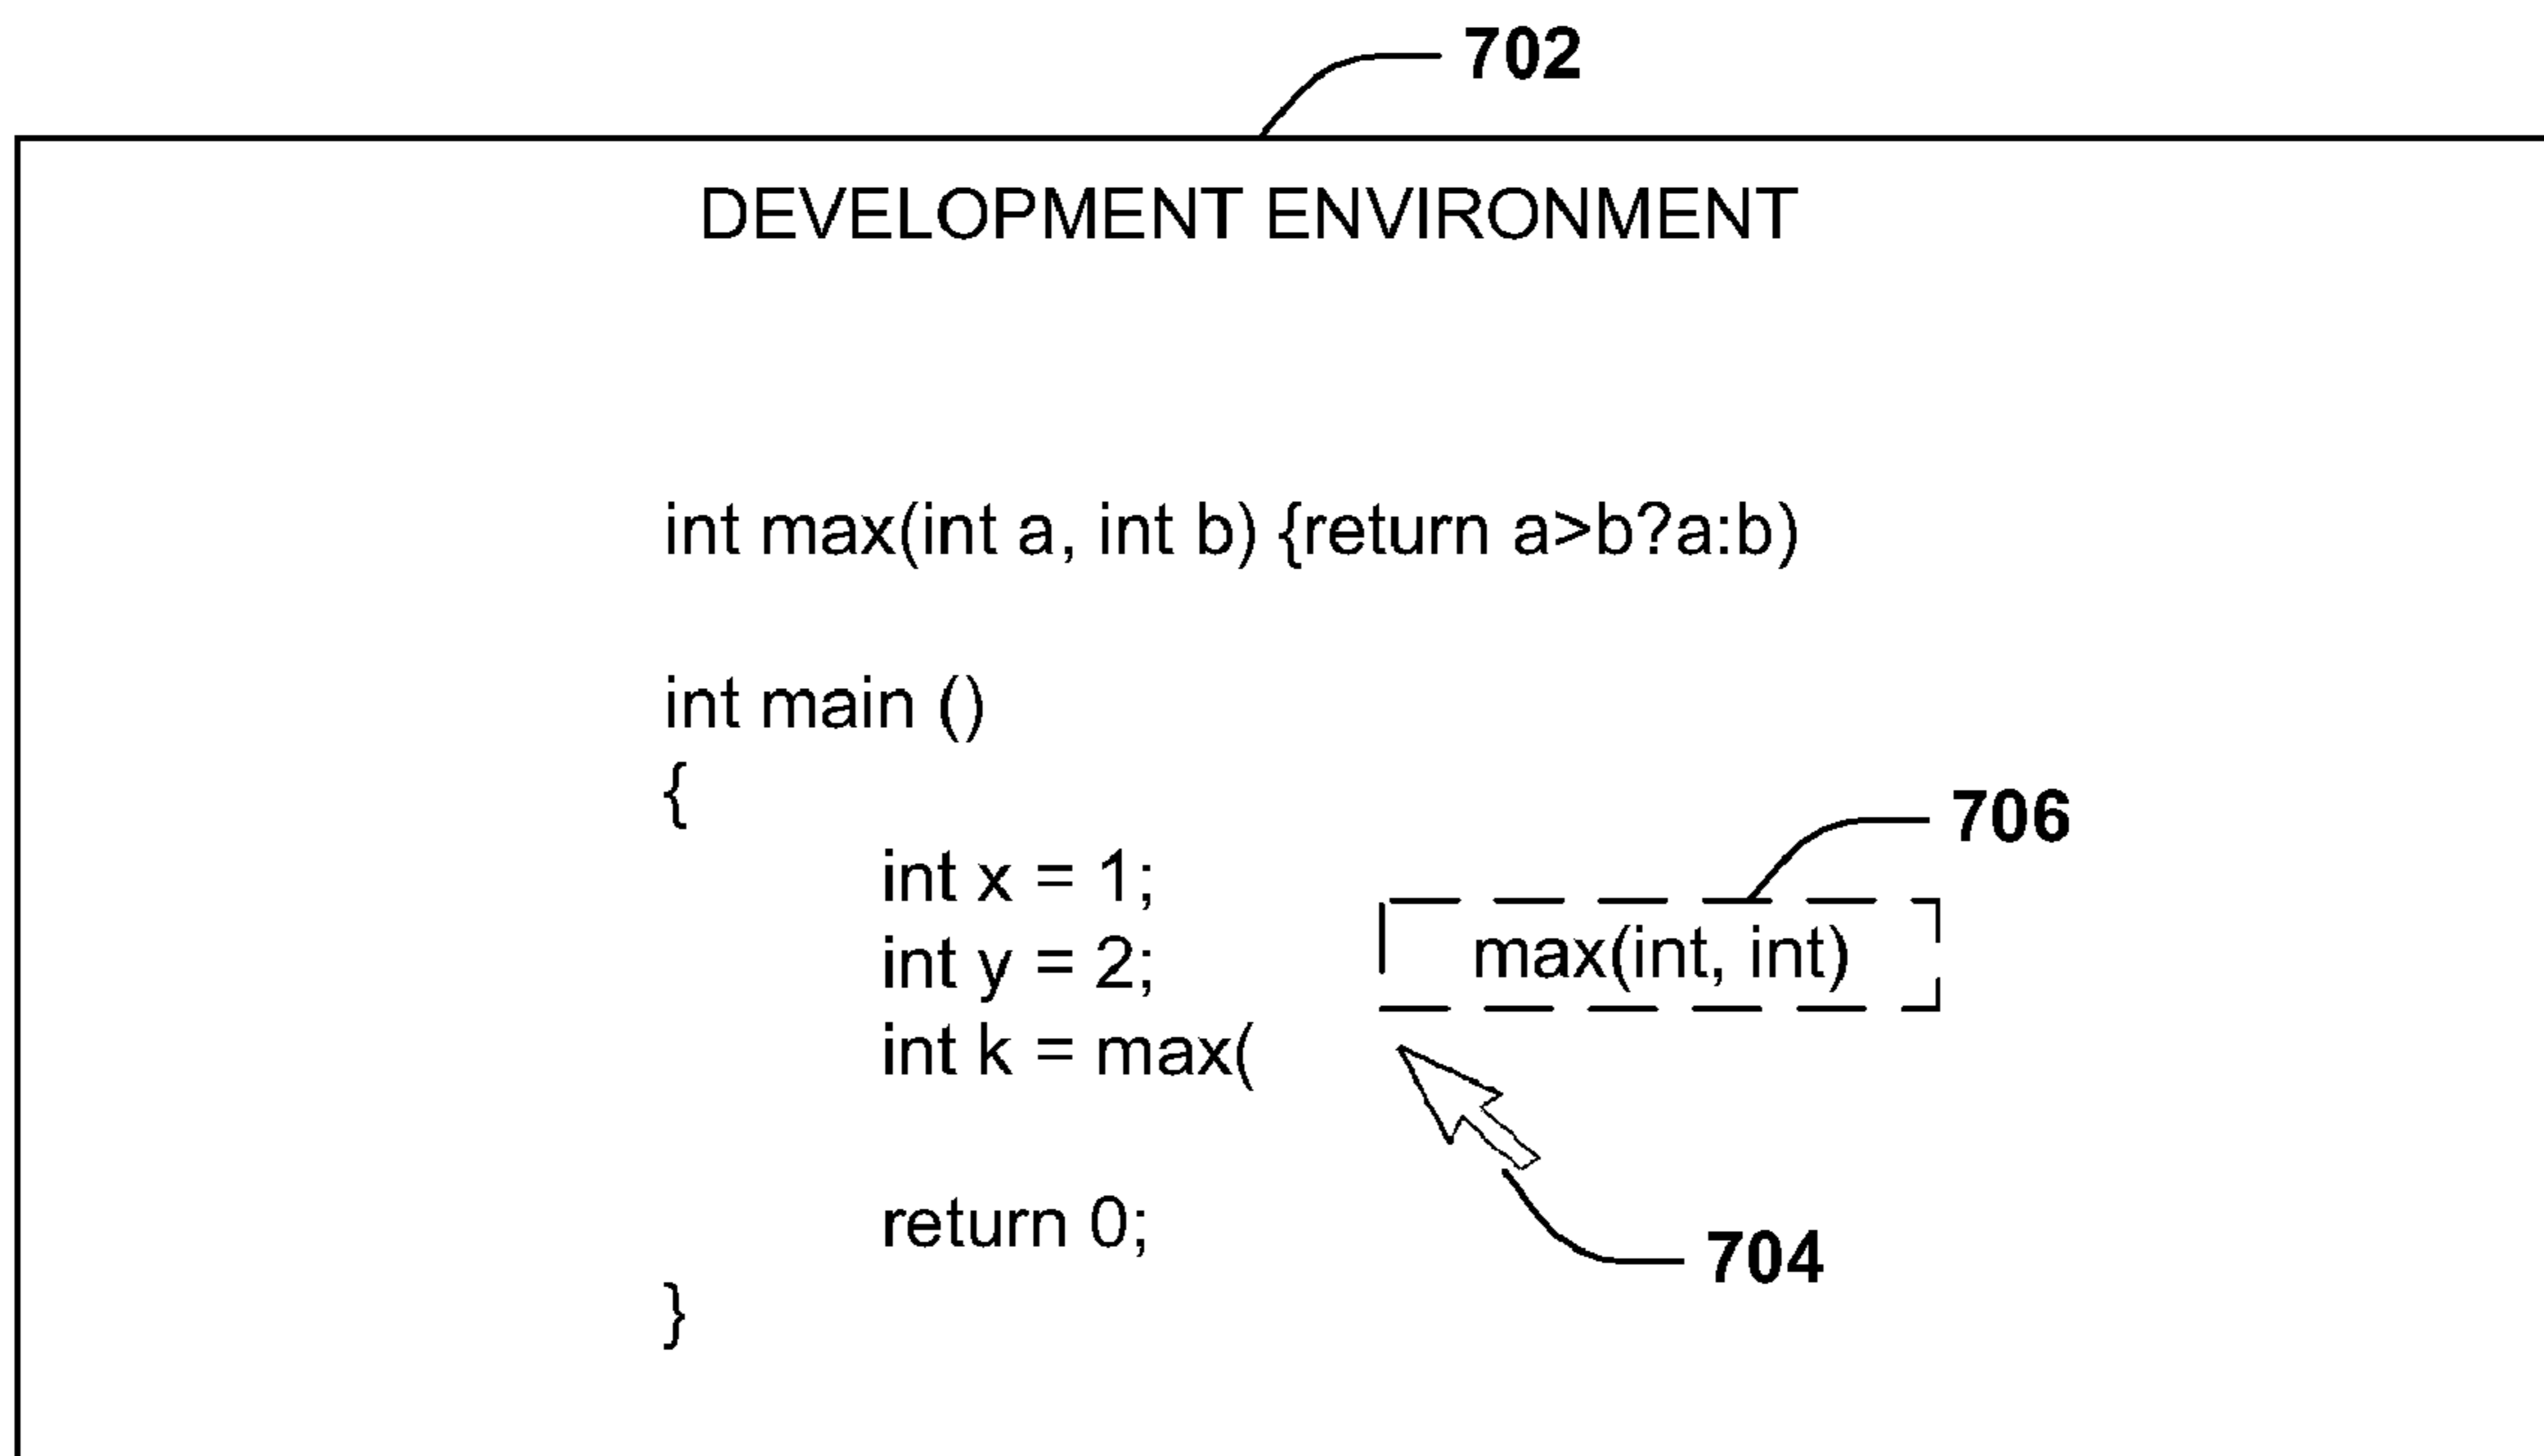 702
DEVELOPMENT ENVIRONMENT
int max(int a, int b) {return a>b?a:b)
int main ()
{
int x = 1;
int y = 2;
int k = max(
706
max(int, int)
704
return 0;
}